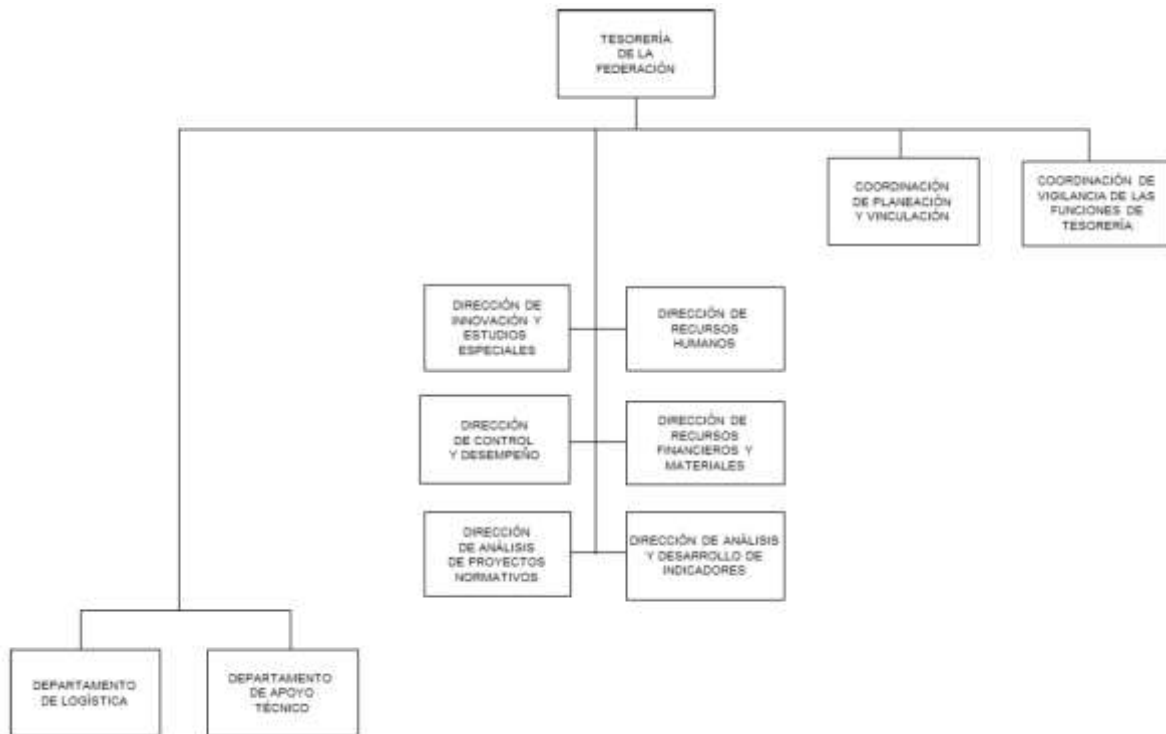 TESORERÍA
DE LA
FEDERACIÓN
COORDINACIÓN
DE PLANEACIÓN
Y VINCULACIÓN
COORDINACIÓN DE
VIGILANCIA DE LAS
FUNCIONES DE
TESORERÍA
DIRECCIÓN DE
INNOVACIÓN Y
ESTUDIOS
ESPECIALES
DIRECCIÓN DE
RECURSOS
HUMANOS
DIRECCIÓN
DE CONTROL
Y DESEMPEÑO
DIRECCIÓN DE
RECURSOS
FINANCIEROS Y
MATERIALES
DIRECCIÓN
DE ANÁLISIS
DE PROYECTOS
NORMATIVOS
DIRECCIÓN DE ANÁLISIS
Y DESARROLLO DE
INDICADORES
DEPARTAMENTO
DE LOGÍSTICA
DEPARTAMENTO
DE APOYO
TÉCNICO